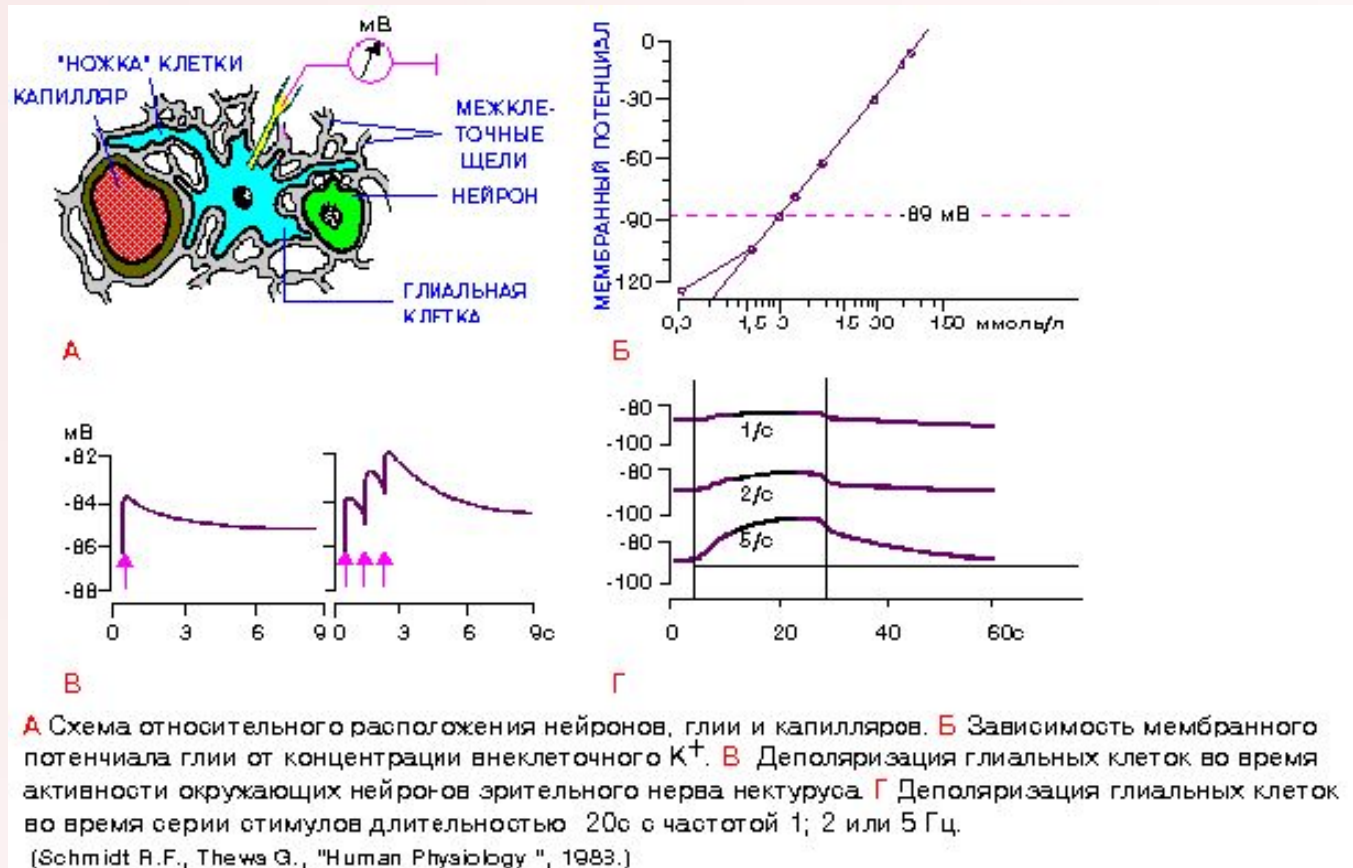 мВ
"НОЖКА" КЛЕТКИ
КАПИЛЛЯР
МЕЖКЛЕ-
ТОЧНЫЕ
ЩЕЛИ
НЕЙРОН
ГЛИАЛЬНАЯ
КЛЕТКА
А
МЕМБРАННЫЙ ПОТЕНЦИАЛ
0
-30
-60
-90
-89 мВ
120
0,3 1,5 3 15 30 150 ммоль/л
Б
мВ
-82
-84
-86
-88
0 3 6 9 0 3 6 9с
В
-80
-100
1/с
-80
-100
2/с
-80
-100
5/с
0 20 40 60с
Г
А Схема относительного расположения нейронов, глии и капилляров. Б Зависимость мембранного
потенчиала глии от концентрации внеклеточного К+. В Деполяризация глиальных клеток во время
активности окружающих нейронов зрительного нерва нектуруса Г Деполяризация глиальных клеток
во время серии стимулов длительностью 20с с частотой 1; 2 или 5 Гц.
(Schmidt R.F., Thews G., "Human Physiology ", 1983.)